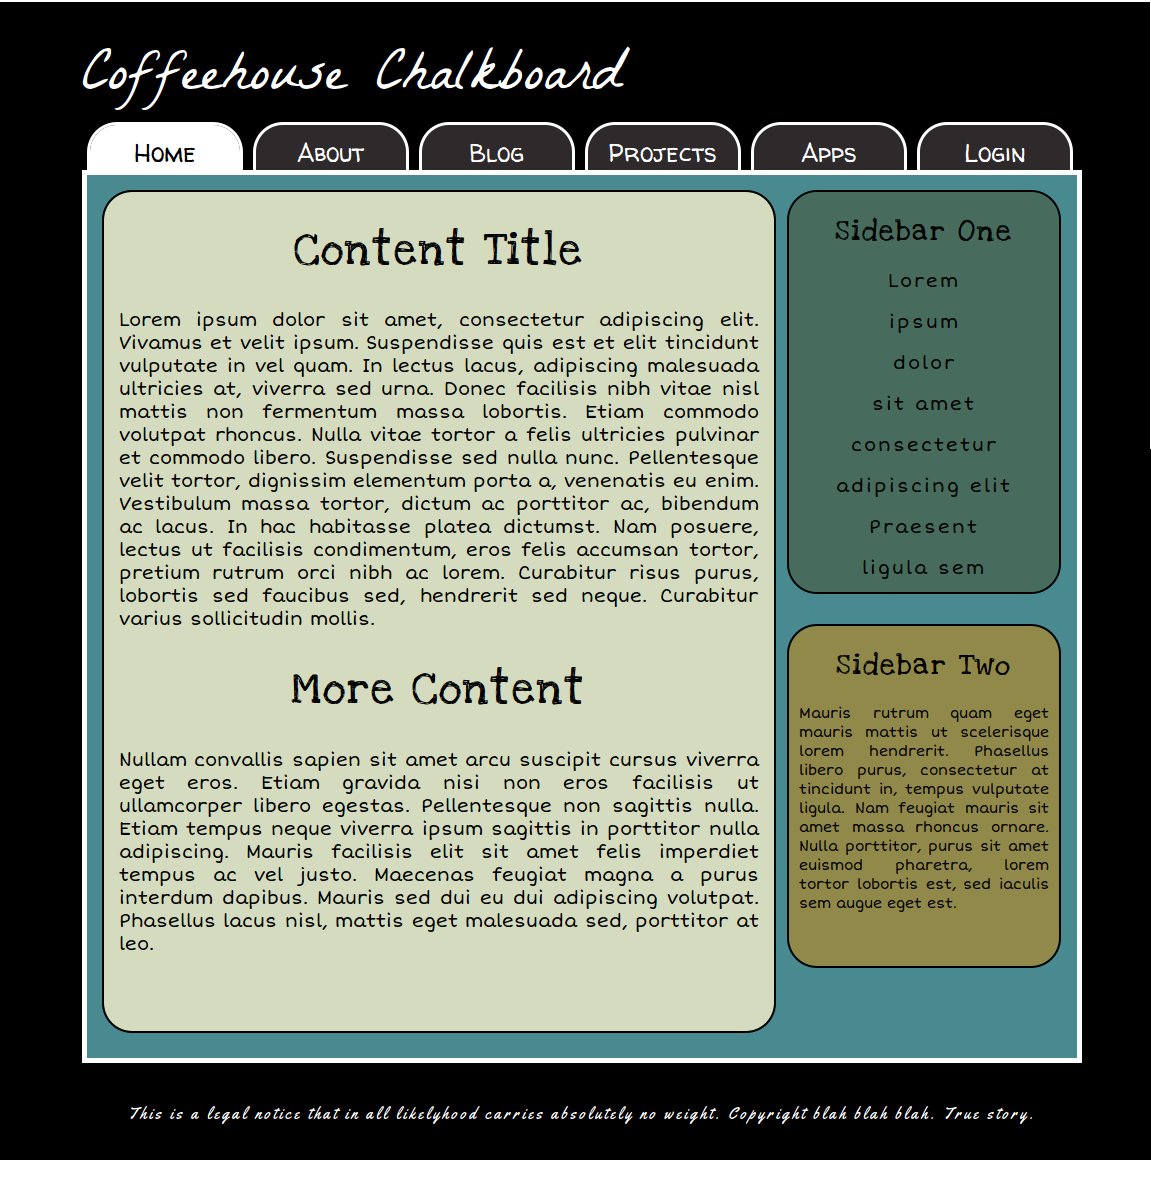 Coffeehouse Chalkboard
Home About Blog Projects Apps Login
Content Title
Lorem ipsum dolor sit amet, consectetur adipiscing elit.
Vivamus et velit ipsum. Suspendisse quis est et elit tincidunt
vulputate in vel quam. In lectus lacus, adipiscing malesuada
ultricies at, viverra sed urna. Donec facilisis nibh vitae nisl
mattis non fermentum massa lobortis. Etiam commodo
volutpat rhoncus. Nulla vitae tortor a felis ultricies pulvinar
et commodo libero. Suspendisse sed nulla nunc. Pellentesque
velit tortor, dignissim elementum porta a, venenatis eu enim.
Vestibulum massa tortor, dictum ac porttitor ac, bibendum
ac lacus. In hac habitasse platea dictumst. Nam posuere,
lectus ut facilisis condimentum, eros felis accumsan tortor,
pretium rutrum orci nibh ac lorem. Curabitur risus purus,
lobortis sed faucibus sed, hendrerit sed neque. Curabitur
varius sollicitudin mollis.
More Content
Nullam convallis sapien sit amet arcu suscipit cursus viverra
eget eros. Etiam gravida nisi non eros facilisis ut
ullamcorper libero egestas. Pellentesque non sagittis nulla.
Etiam tempus neque viverra ipsum sagittis in porttitor nulla
adipiscing. Mauris facilisis elit sit amet felis imperdiet
tempus ac vel justo. Maecenas feugiat magna a purus
interdum dapibus. Mauris sed dui eu dui adipiscing volutpat.
Phasellus lacus nisl, mattis eget malesuada sed, porttitor at
leo.
Sidebar One
Lorem
ipsum
dolor
sit amet
consectetur
adipiscing elit
Praesent
ligula sem
Sidebar Two
Mauris rutrum quam eget
mauris mattis ut scelerisque
lorem hendrerit. Phasellus
libero purus, consectetur at
tincidunt in, tempus vulputate
ligula. Nam feugiat mauris sit
amet massa rhoncus ornare.
Nulla porttitor, purus sit amet
euismod pharetra, lorem
tortor lobortis est, sed iaculis
sem augue eget est.
This is a legal notice that in all likelyhood carries absolutely no weight. Copyright blah blah blah. True story.